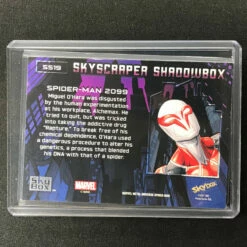 SS19
SKYSCRAPER SHADOWBOX
SPIDER-MAN 2099
Miguel O'Hara was disgusted
by the human experimentation
at his workplace, Alchemax. He
tried to quit, but was tricked
into taking the addictive drug
"Rapture." To break free of his
chemical dependence, O'Hara used
a dangerous procedure to alter his
genetics, a process that blended
his DNA with that of a spider.
SKY
BOX
MARVEL
Skybox